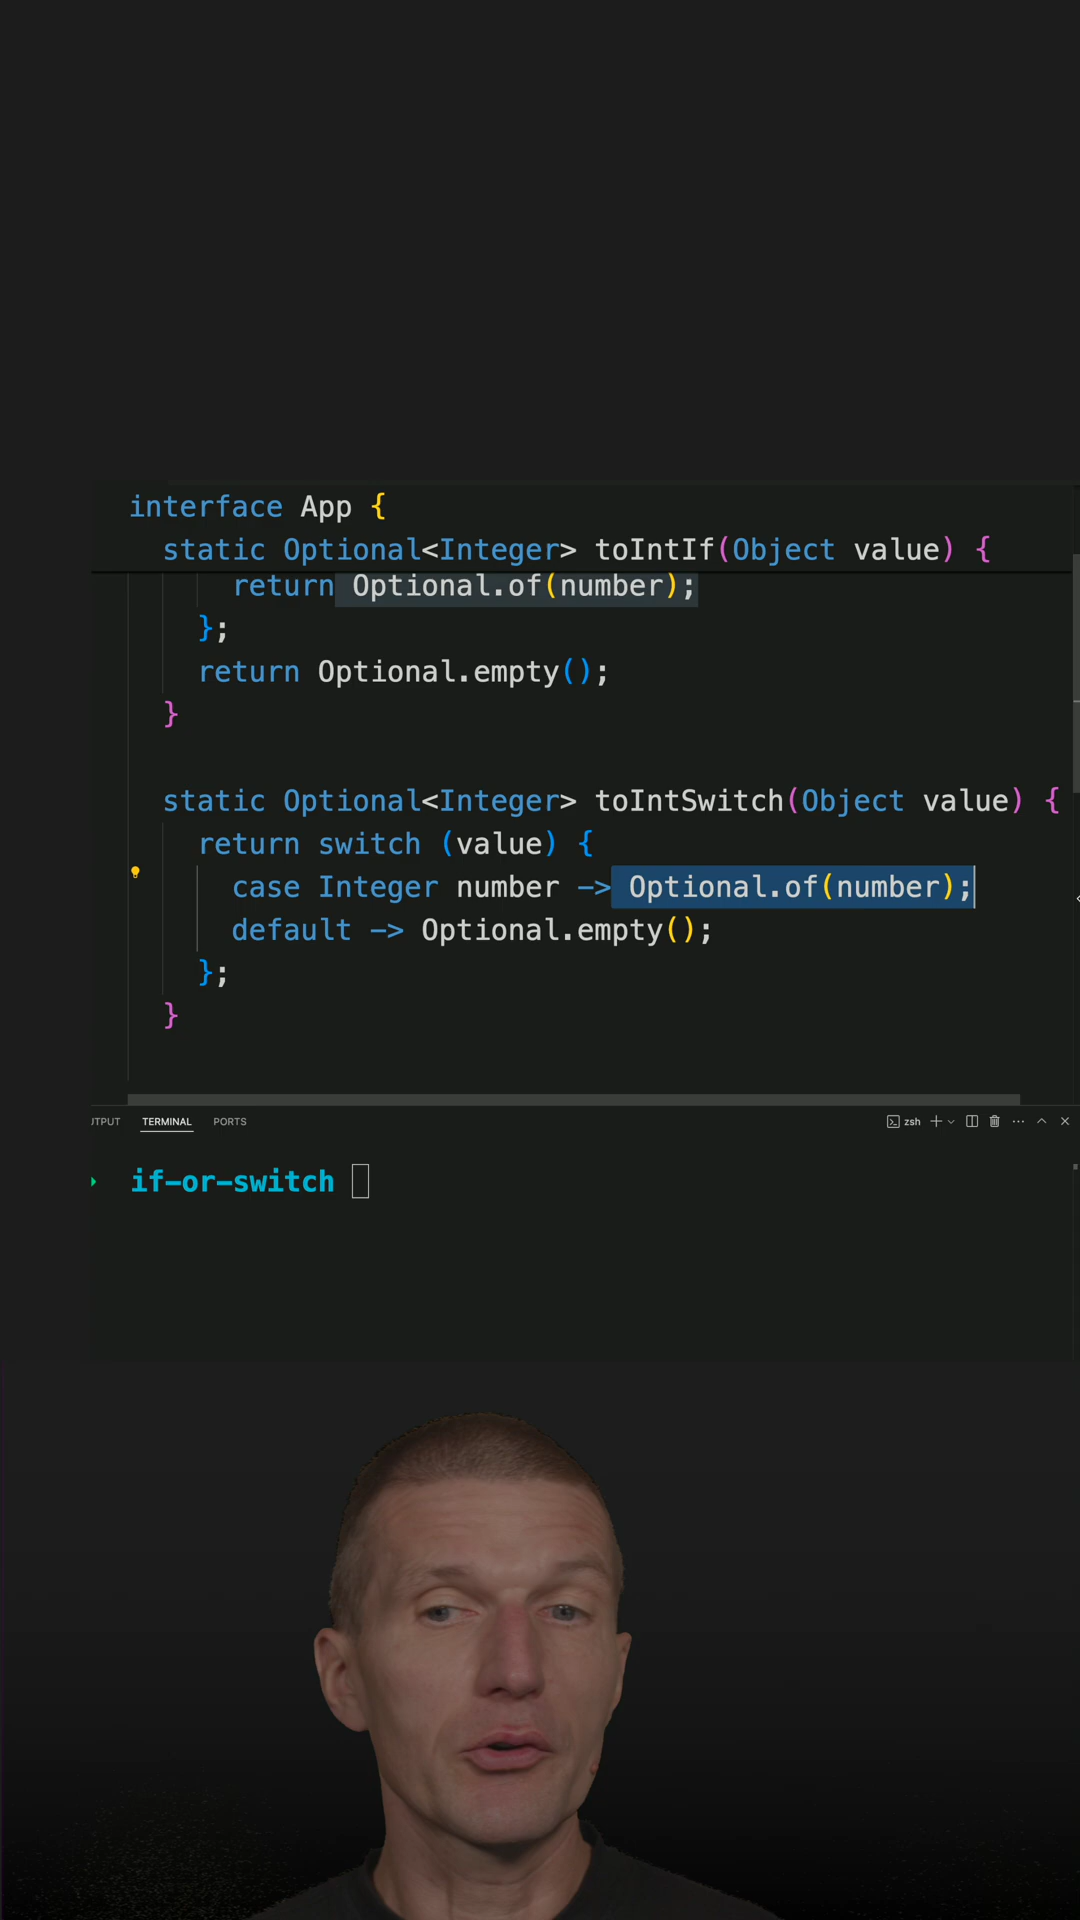 interface App {
static Optional<Integer> toIntIf(Object value) {
return Optional.of(number);
};
return Optional.empty();
}
static Optional<Integer> toIntSwitch(Object value) {
return switch (value) {
case Integer number -> Optional.of(number);
default -> Optional.empty();
};
}
UTPUT TERMINAL PORTS zsh
if-or-switch